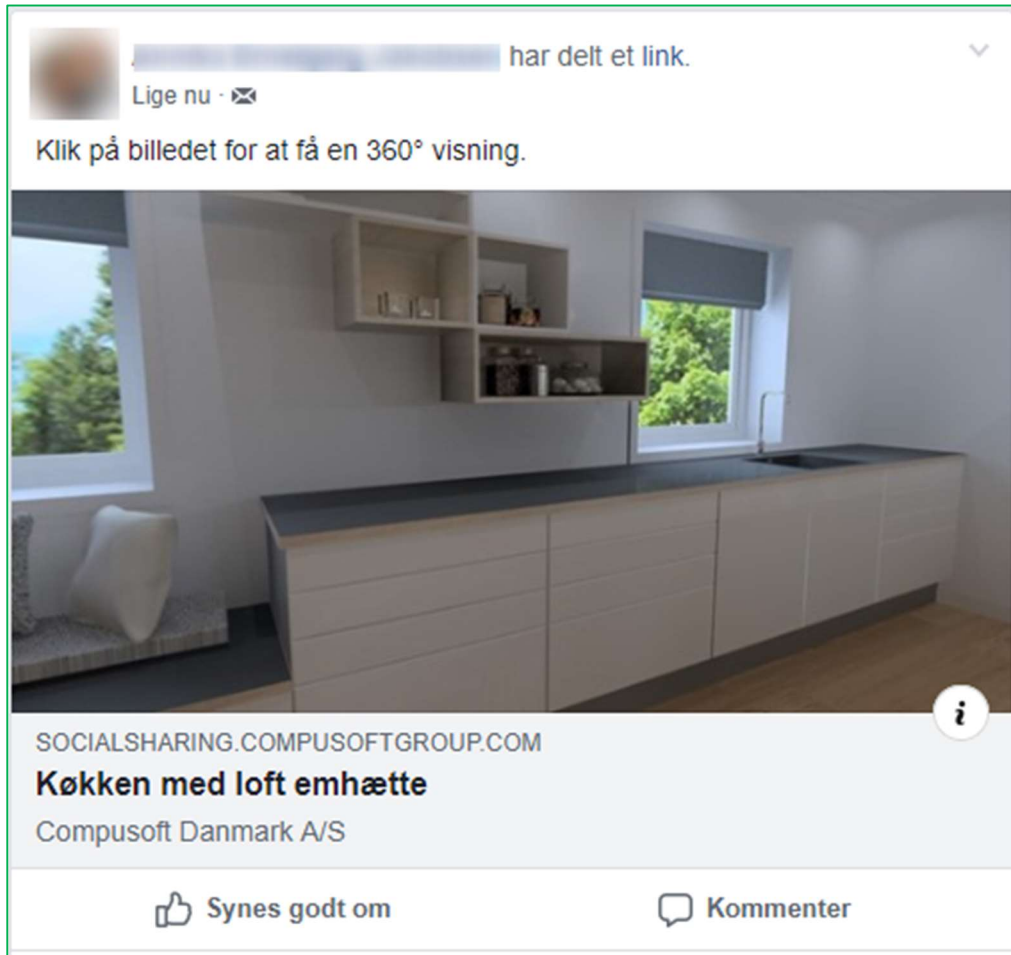 har delt et link.
Lige nu ·
Klik på billedet for at få en 360° visning.
i
SOCIALSHARING.COMPUSOFTGROUP.COM
Køkken med loft emhætte
Compusoft Danmark A/S
Synes godt om
Kommenter